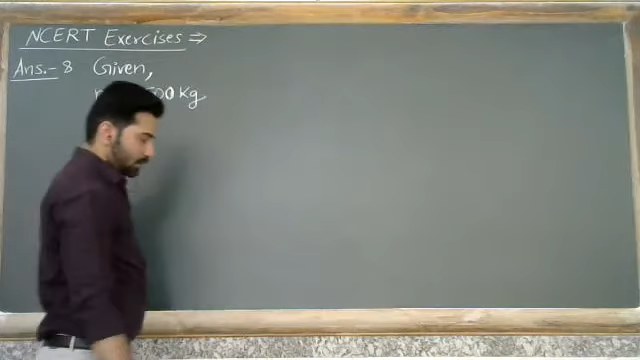 NCERT Exercises ⇒
Ans.- 8 Given,
00 Kg